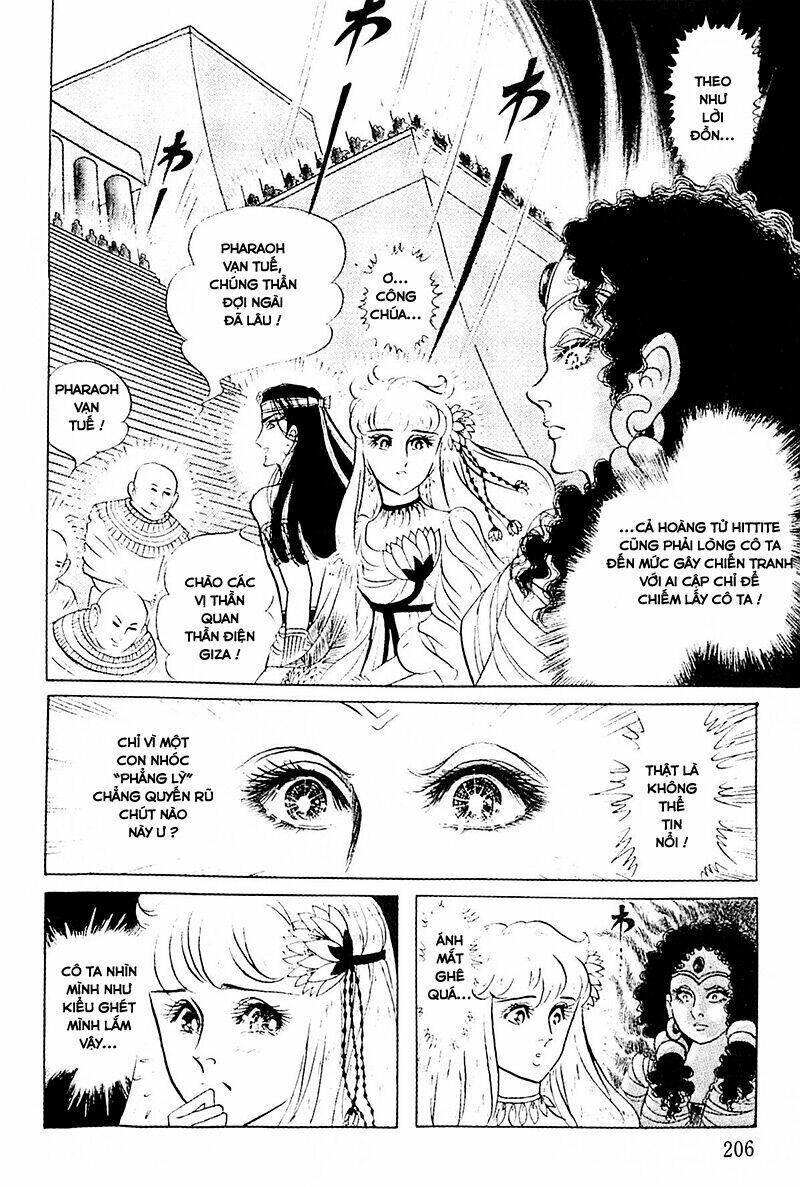 THEO
NHƯ
LỜI
ĐỒN...
PHARAOH
VẠN TUẾ,
CHÚNG THẦN
ĐỢI NGÀI
ĐÃ LÂU !
Ơ...
CÔNG
CHÚA...
PHARAOH
VẠN
TUẾ !
...CẢ HOÀNG TỬ HITTITE
CŨNG PHẢI LÒNG CÔ TA
ĐẾN MỨC GÂY CHIẾN TRANH
VỚI AI CẬP CHỈ ĐỂ
CHIẾM LẤY CÔ TA !
CHÀO CÁC
VỊ THẦN
QUAN
THẦN ĐIỆN
GIZA !
わ
わ
わ
CHỈ VÌ MỘT
CON NHÓC
“PHẲNG LỲ”
CHẲNG QUYẾN RŨ
CHÚT NÀO
NÀY Ư ?
THẬT LÀ
KHÔNG
THỂ
TIN
NỔI !
CÔ TA NHÌN
MÌNH NHƯ
KIỂU GHÉT
MÌNH LẮM
VẬY...
ÁNH
MẮT GHÊ
QUÁ...
わ
206